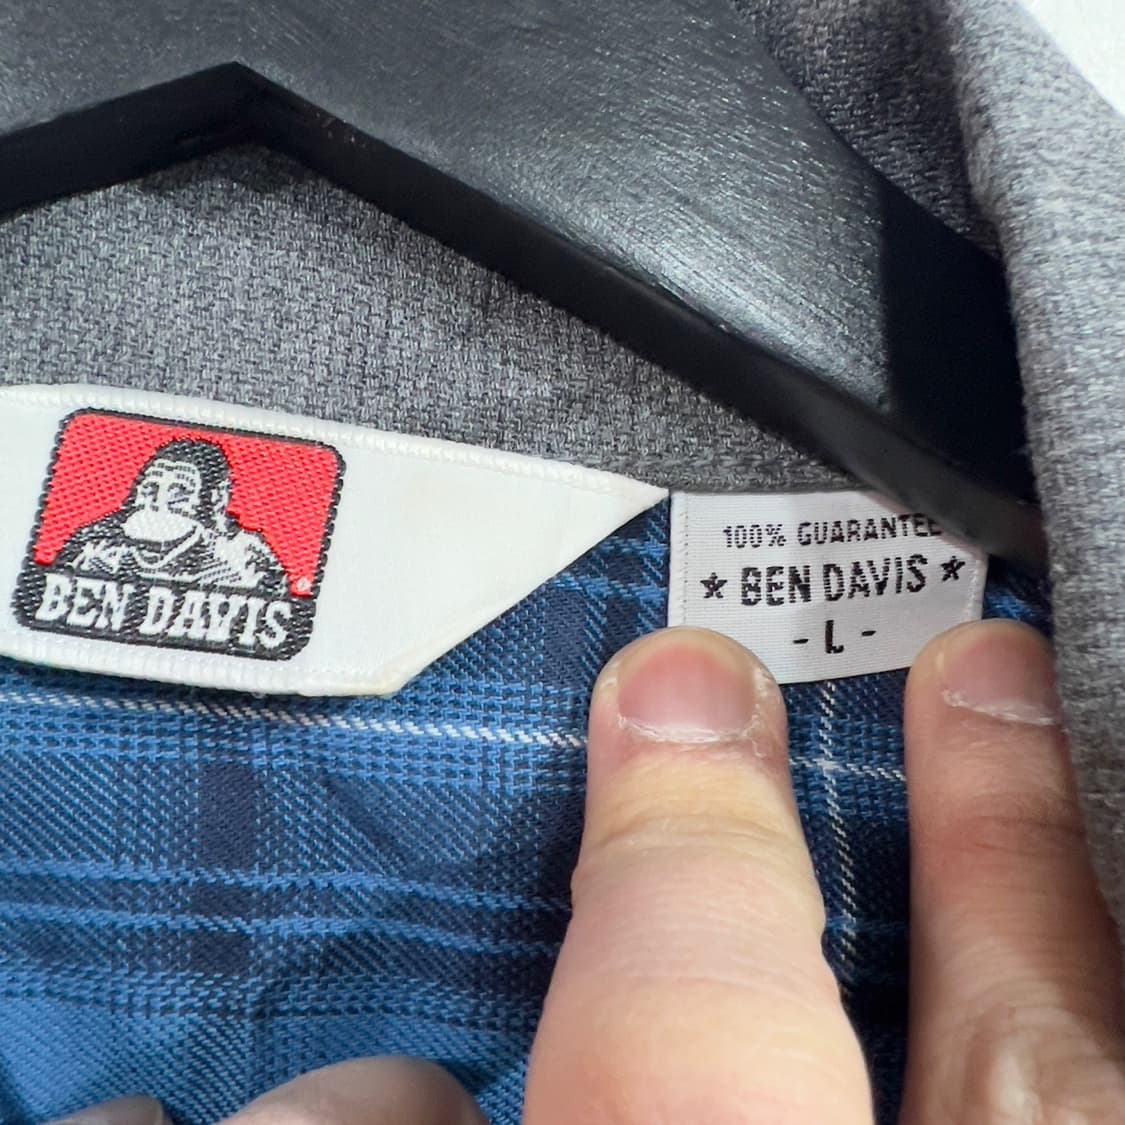 BEN DAVIS
®
100% GUARANTEE
★ BEN DAVIS ★
- L -